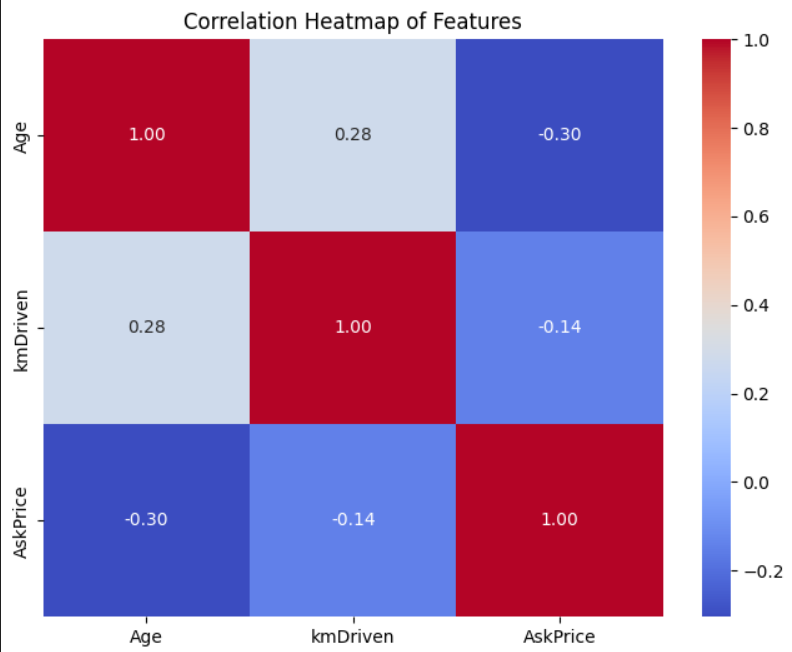 Correlation Heatmap of Features
Age
1.00
0.28
-0.30
kmDriven
0.28
1.00
-0.14
AskPrice
-0.30
-0.14
1.00
Age
kmDriven
AskPrice
1.0
0.8
0.6
0.4
0.2
0.0
−0.2